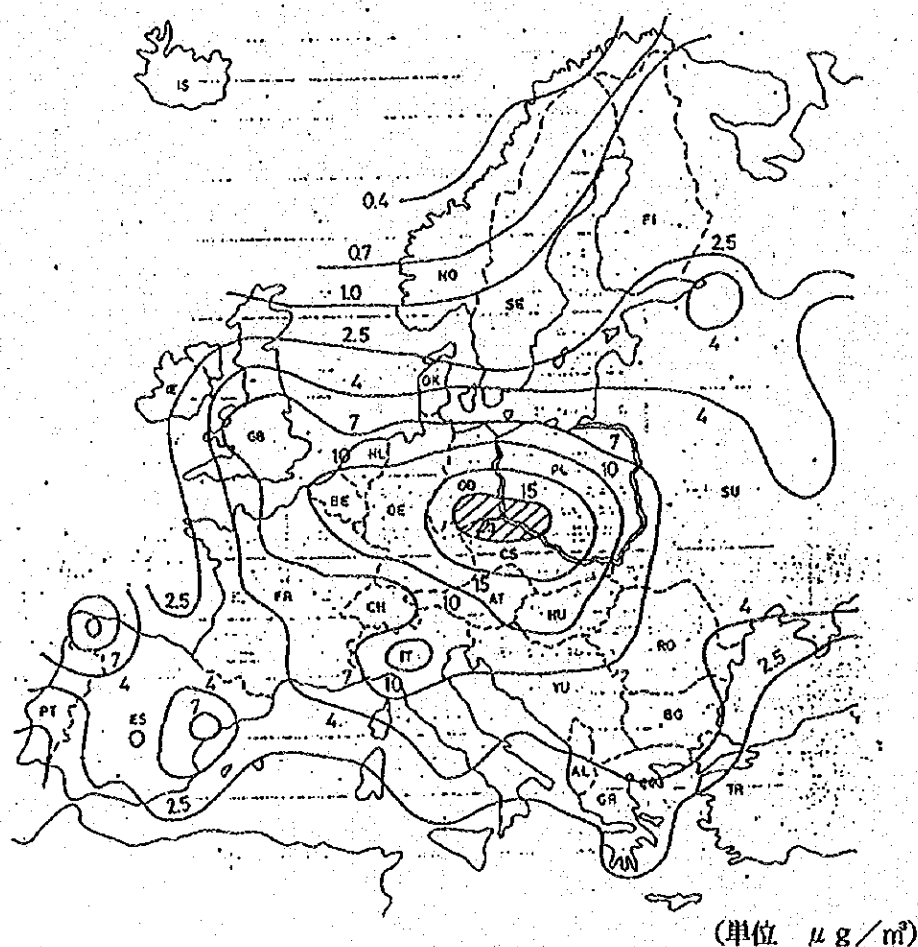 IS
0.4
FI
0.7
NO
2.5
1.0
SE
2.5
4
4
DK
4
7
GB
7
10
NL
PL
10
DD
15
SU
BE
DE
CS
15
AT
2.5
FR
CH
10
HU
4
RO
7
IT
2.5
4
4
7
10
YU
PT
ES
7
4
BG
AL
GR
TR
2.5
(単位 μg/㎥)